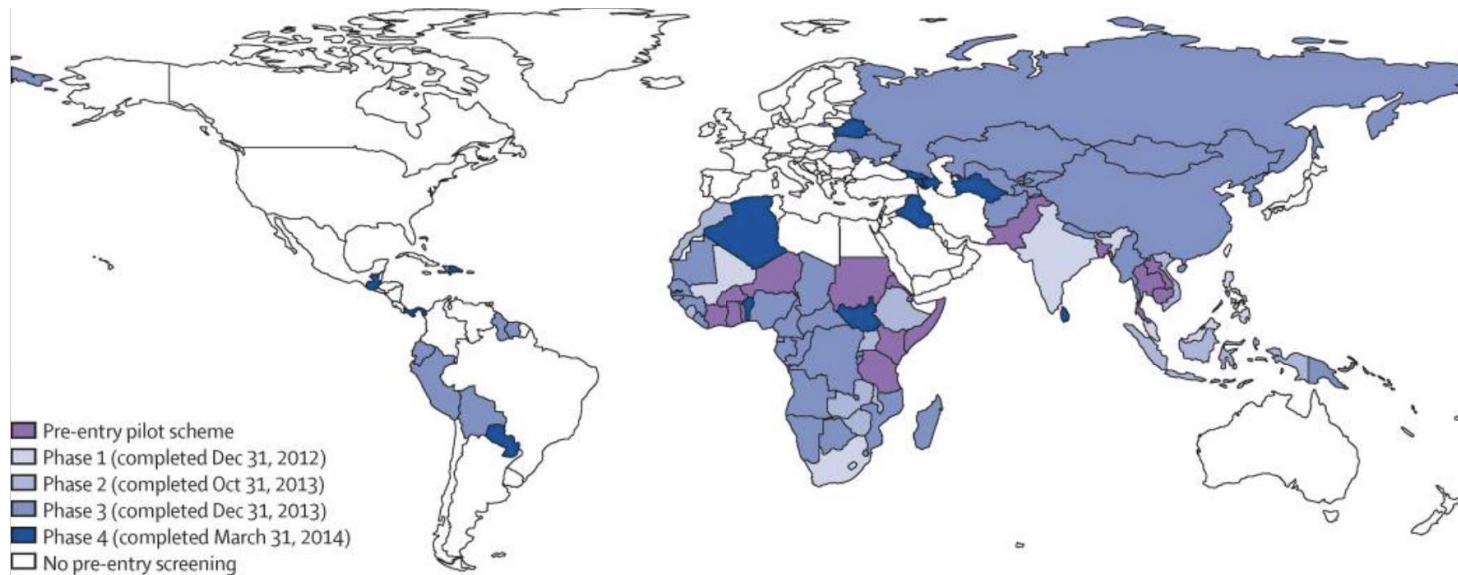 Pre-entry pilot scheme
Phase 1 (completed Dec 31, 2012)
Phase 2 (completed Oct 31, 2013)
Phase 3 (completed Dec 31, 2013)
Phase 4 (completed March 31, 2014)
No pre-entry screening